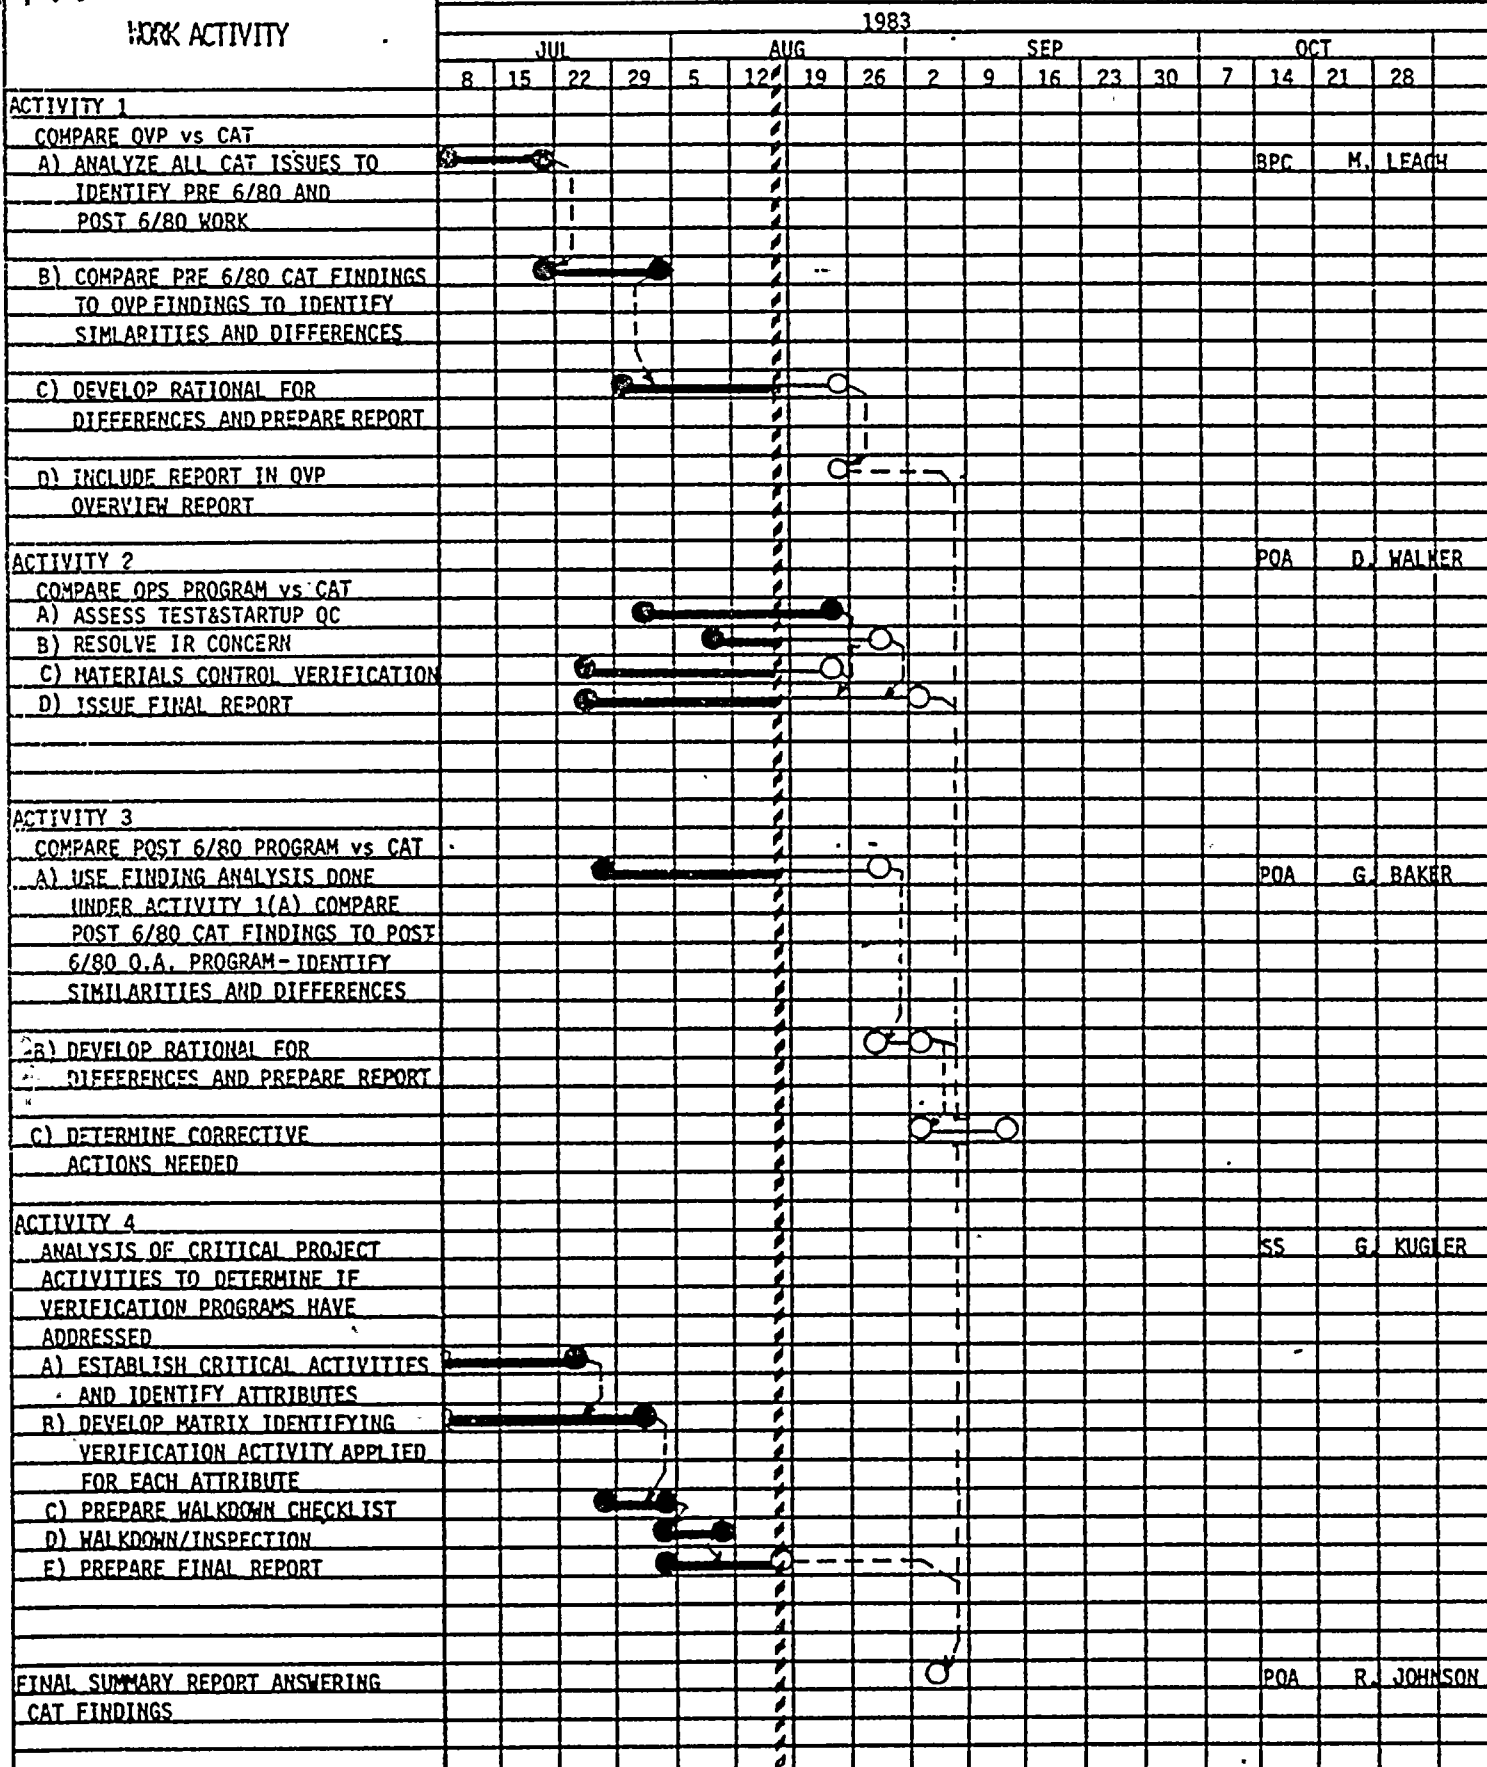 WORK ACTIVITY
1983
JUL AUG SEP OCT
8 15 22 29 5 12 19 26 2 9 16 23 30 7 14 21 28
ACTIVITY 1
COMPARE QVP vs CAT
A) ANALYZE ALL CAT ISSUES TO BPC M. LEACH
IDENTIFY PRE 6/80 AND
POST 6/80 WORK
B) COMPARE PRE 6/80 CAT FINDINGS
TO QVP FINDINGS TO IDENTIFY
SIMLARITIES AND DIFFERENCES
C) DEVELOP RATIONAL FOR
DIFFERENCES AND PREPARE REPORT
D) INCLUDE REPORT IN QVP
OVERVIEW REPORT
ACTIVITY 2 PQA D. WALKER
COMPARE OPS PROGRAM vs CAT
A) ASSESS TEST&STARTUP QC
B) RESOLVE IR CONCERN
C) MATERIALS CONTROL VERIFICATION
D) ISSUE FINAL REPORT
ACTIVITY 3
COMPARE POST 6/80 PROGRAM vs CAT
A) USE FINDING ANALYSIS DONE PQA G. BAKER
UNDER ACTIVITY 1(A) COMPARE
POST 6/80 CAT FINDINGS TO POST
6/80 Q.A. PROGRAM-IDENTIFY
SIMILARITIES AND DIFFERENCES
B) DEVELOP RATIONAL FOR
DIFFERENCES AND PREPARE REPORT
C) DETERMINE CORRECTIVE
ACTIONS NEEDED
ACTIVITY 4
ANALYSIS OF CRITICAL PROJECT SS G. KUGLER
ACTIVITIES TO DETERMINE IF
VERIFICATION PROGRAMS HAVE
ADDRESSED
A) ESTABLISH CRITICAL ACTIVITIES
AND IDENTIFY ATTRIBUTES
B) DEVELOP MATRIX IDENTIFYING
VERIFICATION ACTIVITY APPLIED
FOR EACH ATTRIBUTE
C) PREPARE WALKDOWN CHECKLIST
D) WALKDOWN/INSPECTION
E) PREPARE FINAL REPORT
FINAL SUMMARY REPORT ANSWERING PQA R. JOHNSON
CAT FINDINGS